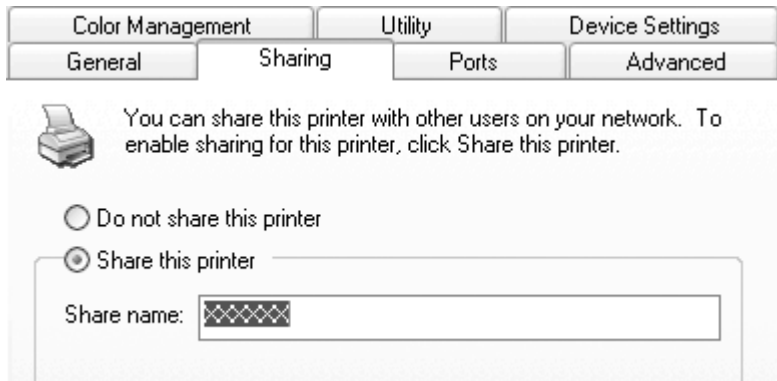 Color Management Utility Device Settings
General Sharing Ports Advanced
You can share this printer with other users on your network. To
enable sharing for this printer, click Share this printer.
Do not share this printer
Share this printer
Share name: XXXXXX